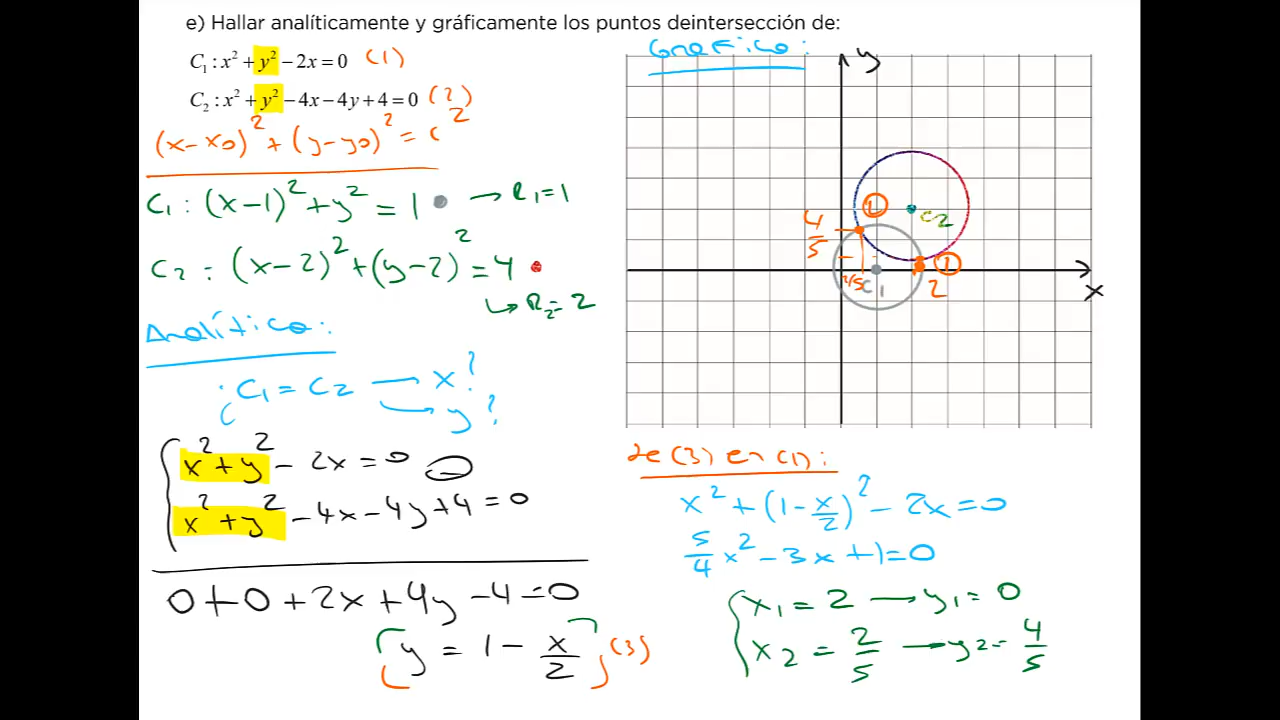 e) Hallar analíticamente y gráficamente los puntos deintersección de:
C₁ : x² + y² − 2x = 0 (1)
C₂ : x² + y² − 4x − 4y + 4 = 0 (2)
(x − x0)² + (y − y0)² = r²
C₁ : (x − 1)² + y² = 1 → R₁ = 1
C₂ = (x − 2)² + (y − 2)² = 4
↳ R₂ = 2
Analítico:
¿C₁ = C₂ → x?
→ y?
x² + y² − 2x = 0 −
x² + y² − 4x − 4y + 4 = 0
0 + 0 + 2x + 4y − 4 = 0
y = 1 − x/2 (3)
Grafico:
y
4/5
1
C2
2/5
C1
2
x
de (3) en (1):
x² + (1 − x/2)² − 2x = 0
5/4 x² − 3x + 1 = 0
x₁ = 2 → y₁ = 0
x₂ = 2/5 → y₂ = 4/5